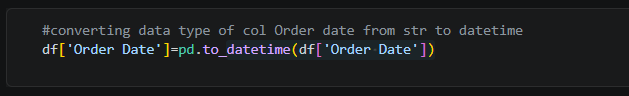 #converting data type of col Order date from str to datetime
df['Order Date']=pd.to_datetime(df['Order Date'])